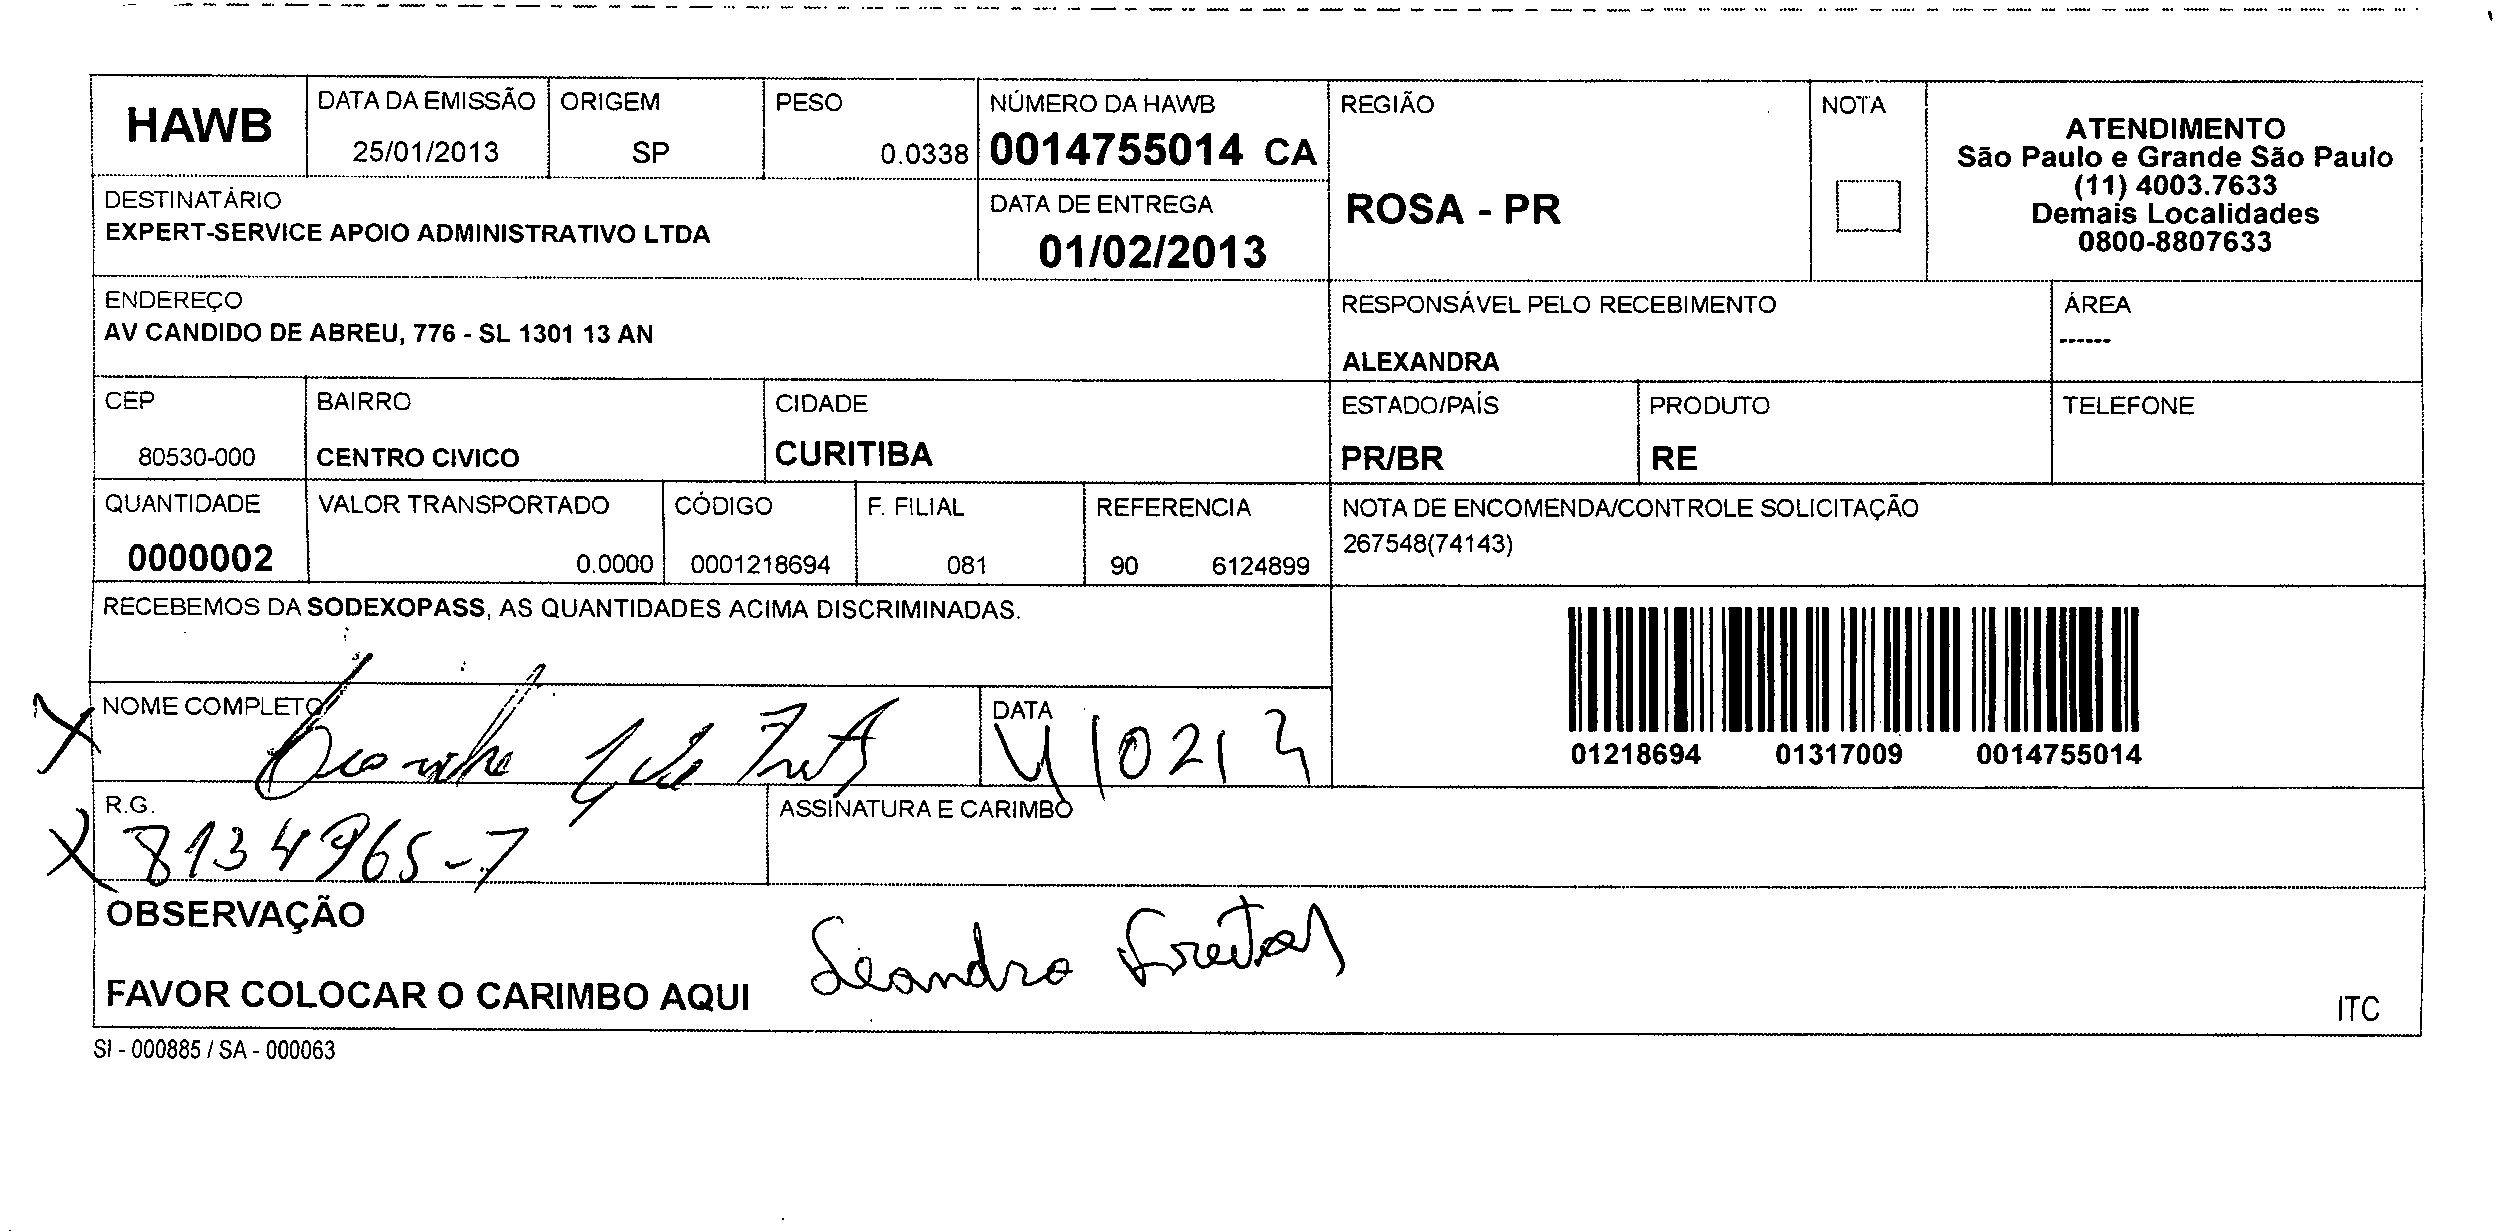 HAWB
DATA DA EMISSÃO
25/01/2013
ORIGEM
SP
PESO
0.0338
NÚMERO DA HAWB
0014755014 CA
REGIÃO
ROSA - PR
NOTA
ATENDIMENTO
São Paulo e Grande São Paulo
(11) 4003.7633
Demais Localidades
0800-8807633
DESTINATÁRIO
EXPERT-SERVICE APOIO ADMINISTRATIVO LTDA
DATA DE ENTREGA
01/02/2013
ENDEREÇO
AV CANDIDO DE ABREU, 776 - SL 1301 13 AN
RESPONSÁVEL PELO RECEBIMENTO
ALEXANDRA
ÁREA
------
CEP
80530-000
BAIRRO
CENTRO CIVICO
CIDADE
CURITIBA
ESTADO/PAÍS
PR/BR
PRODUTO
RE
TELEFONE
QUANTIDADE
0000002
VALOR TRANSPORTADO
0.0000
CÓDIGO
0001218694
F. FILIAL
081
REFERENCIA
90 6124899
NOTA DE ENCOMENDA/CONTROLE SOLICITAÇÃO
267548(74143)
RECEBEMOS DA SODEXOPASS, AS QUANTIDADES ACIMA DISCRIMINADAS.
01218694 01317009 0014755014
X NOME COMPLETO
DATA
X R.G.
8134965-7
ASSINATURA E CARIMBO
OBSERVAÇÃO
Leandro Freitas
FAVOR COLOCAR O CARIMBO AQUI
ITC
SI - 000885 / SA - 000063